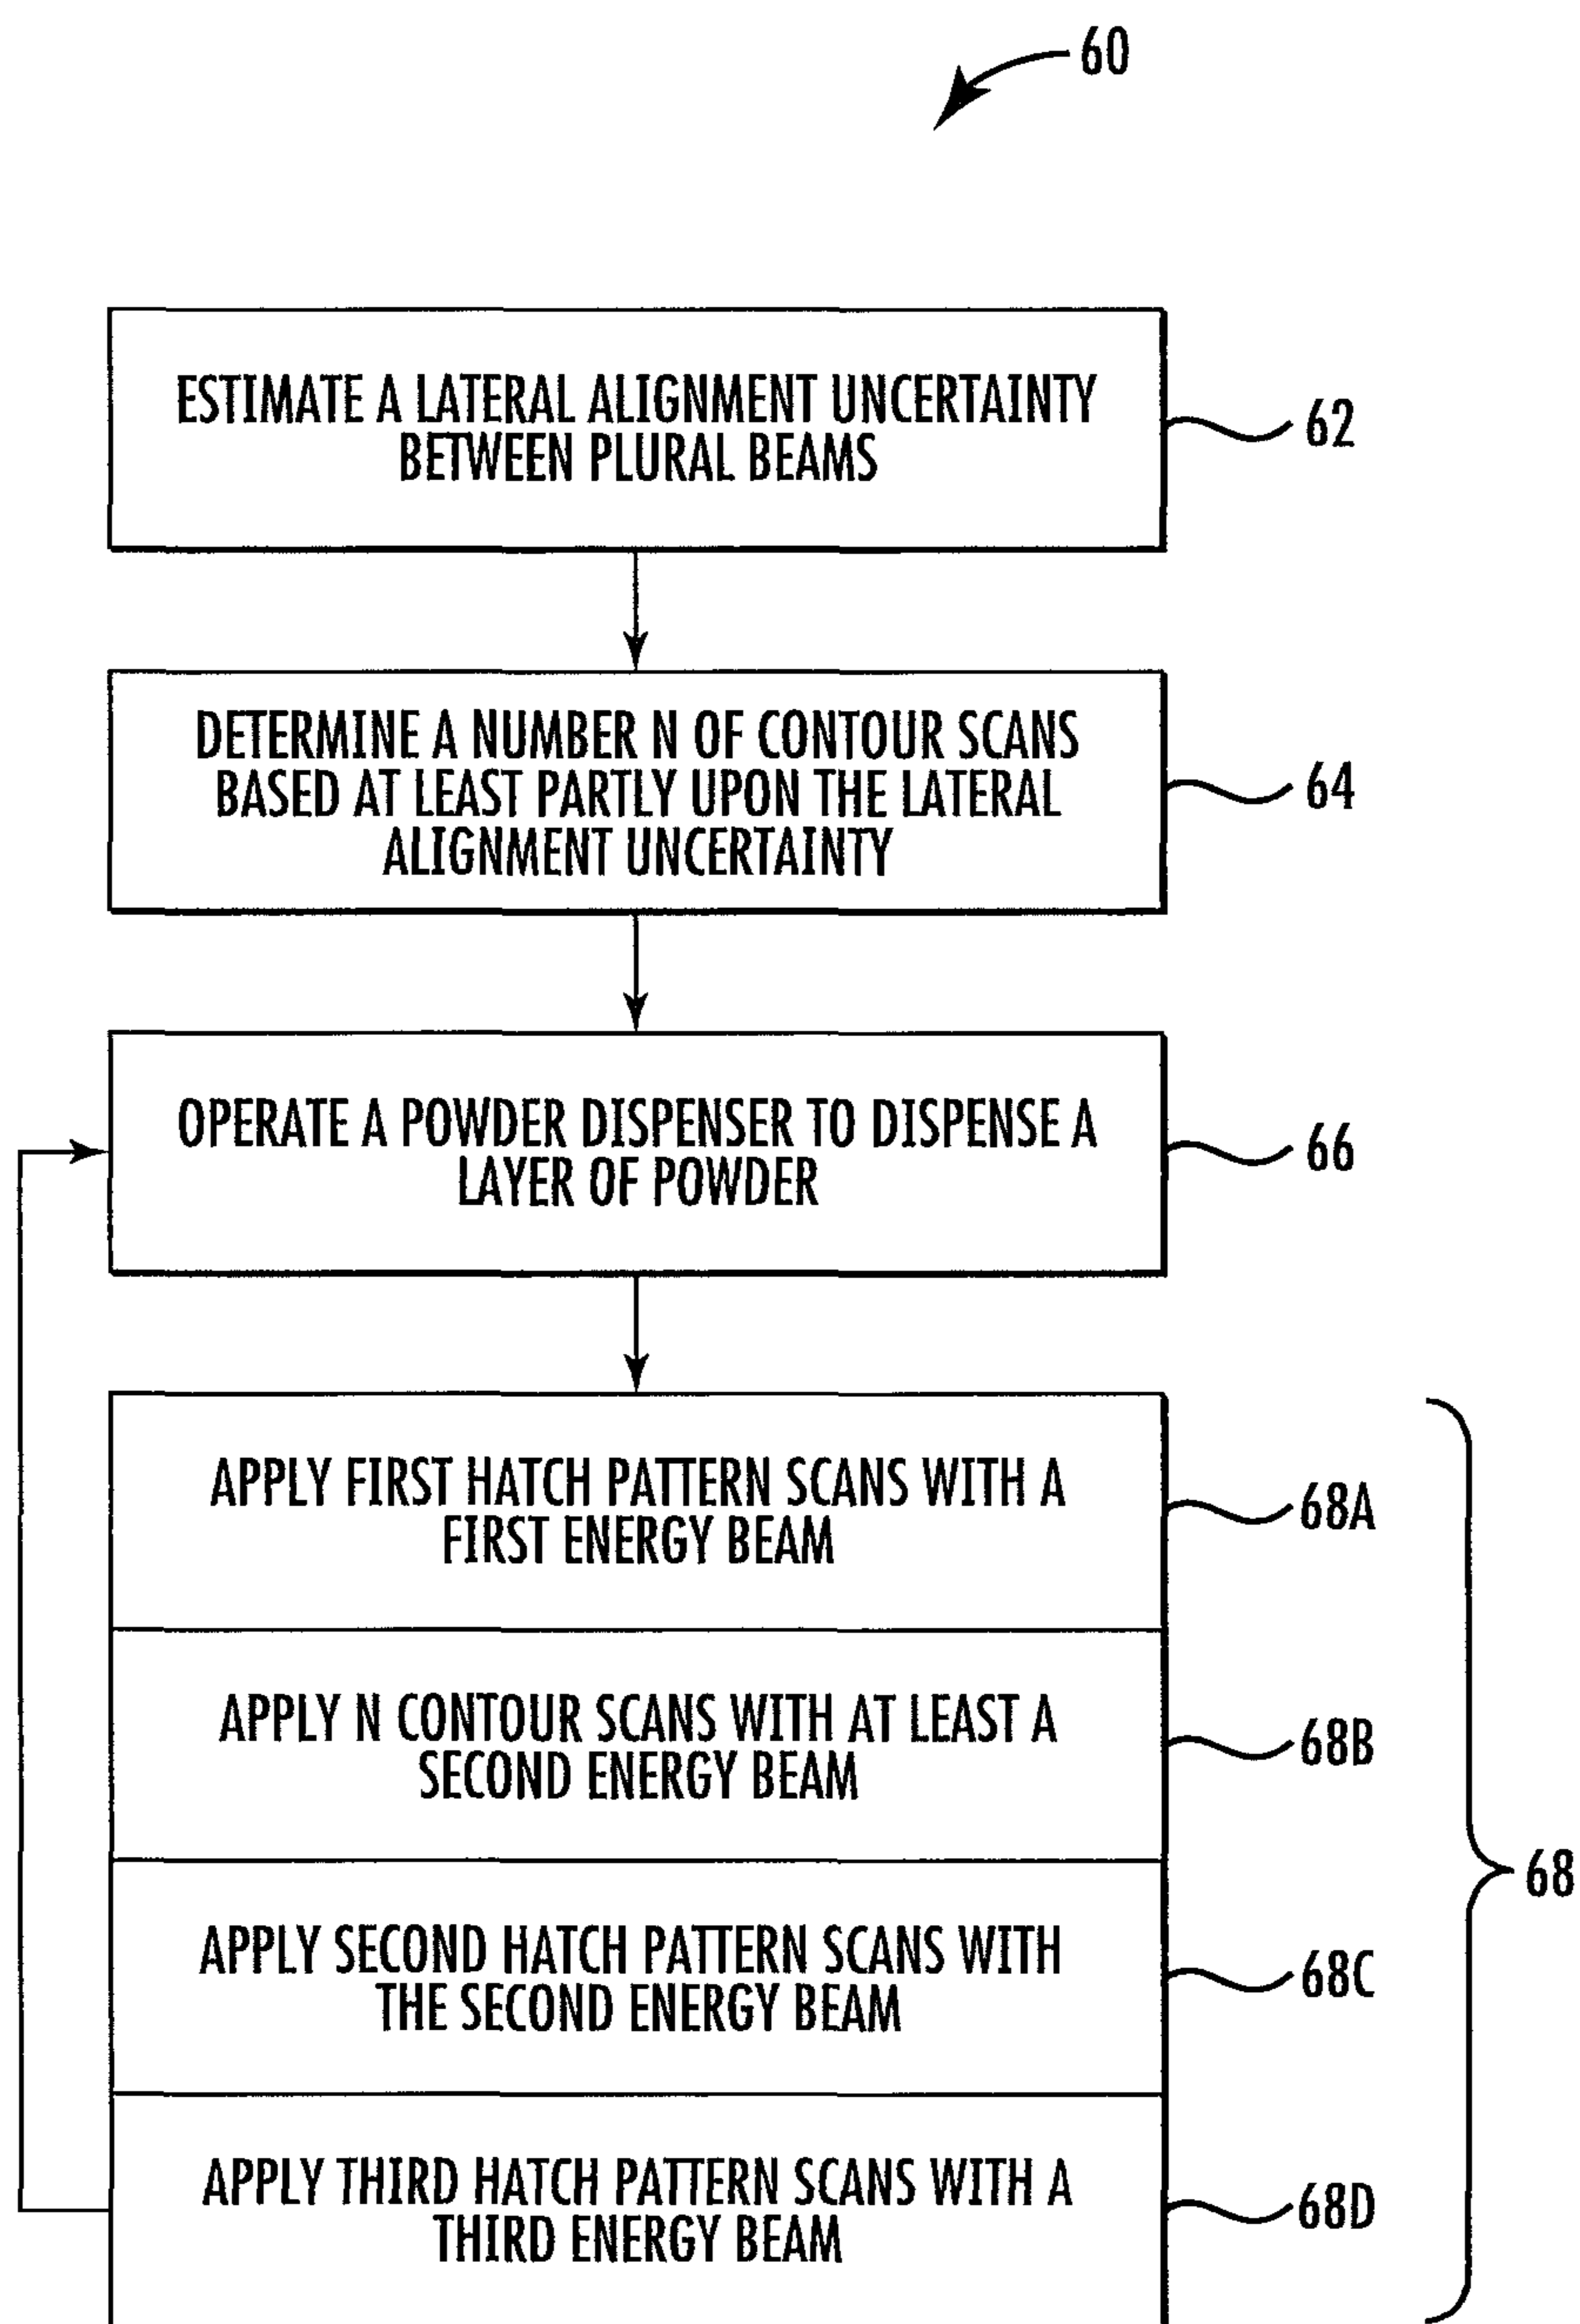 60
ESTIMATE A LATERAL ALIGNMENT UNCERTAINTY
BETWEEN PLURAL BEAMS
62
DETERMINE A NUMBER N OF CONTOUR SCANS
BASED AT LEAST PARTLY UPON THE LATERAL
ALIGNMENT UNCERTAINTY
64
OPERATE A POWDER DISPENSER TO DISPENSE A
LAYER OF POWDER
66
APPLY FIRST HATCH PATTERN SCANS WITH A
FIRST ENERGY BEAM
68A
APPLY N CONTOUR SCANS WITH AT LEAST A
SECOND ENERGY BEAM
68B
68
APPLY SECOND HATCH PATTERN SCANS WITH
THE SECOND ENERGY BEAM
68C
APPLY THIRD HATCH PATTERN SCANS WITH A
THIRD ENERGY BEAM
68D